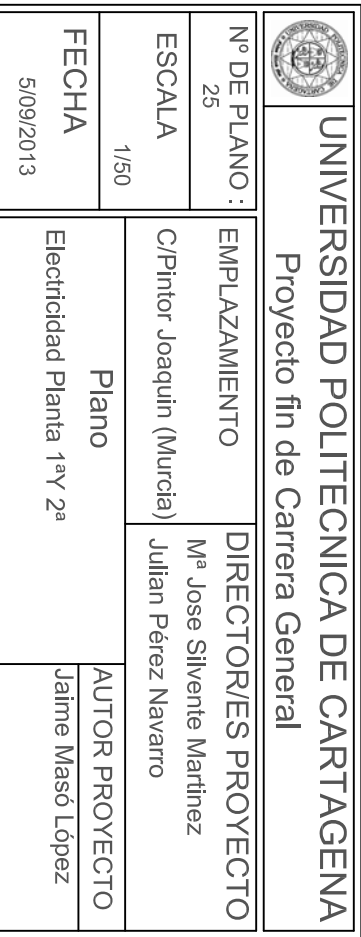 UNIVERSIDAD POLITECNICA DE CARTAGENA
Proyecto fin de Carrera General
Nº DE PLANO :
25
EMPLAZAMIENTO
C/Pintor Joaquin (Murcia)
DIRECTOR/ES PROYECTO
Mª Jose Silvente Martinez
Julian Pérez Navarro
ESCALA
1/50
FECHA
5/09/2013
Plano
Electricidad Planta 1ªY 2ª
AUTOR PROYECTO
Jaime Masó López